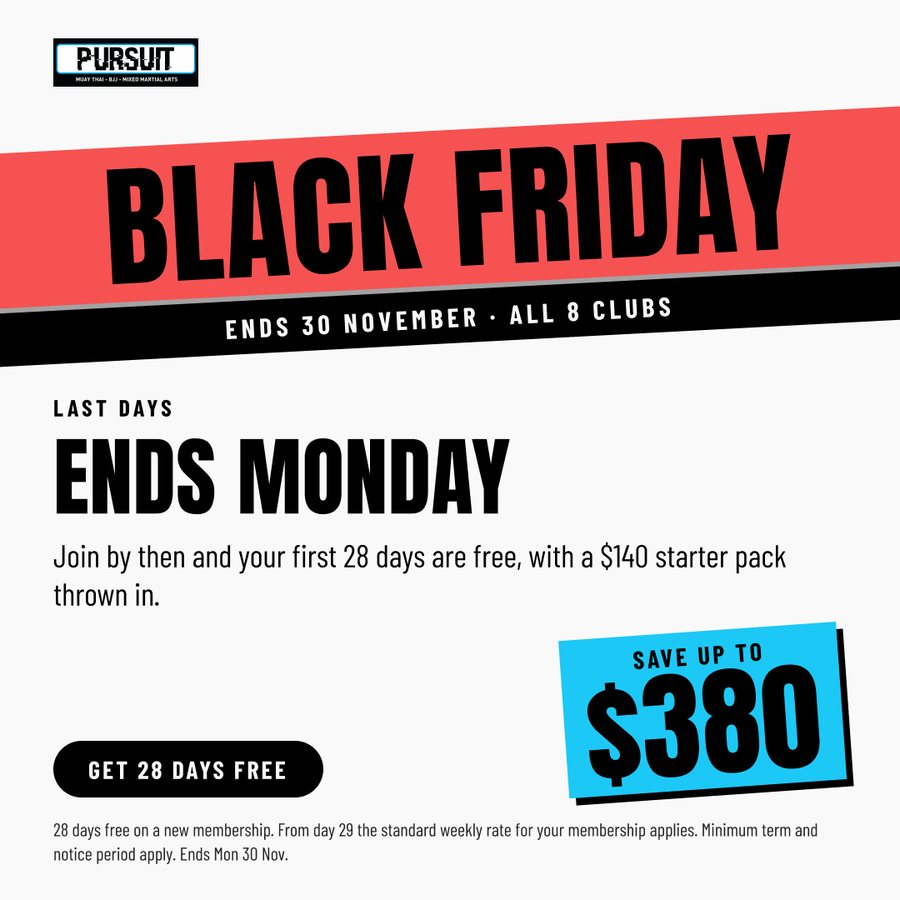 PURSUIT
MUAY THAI • BJJ • MIXED MARTIAL ARTS
BLACK FRIDAY
ENDS 30 NOVEMBER · ALL 8 CLUBS
LAST DAYS
ENDS MONDAY
Join by then and your first 28 days are free, with a $140 starter pack
thrown in.
SAVE UP TO
$380
GET 28 DAYS FREE
28 days free on a new membership. From day 29 the standard weekly rate for your membership applies. Minimum term and
notice period apply. Ends Mon 30 Nov.